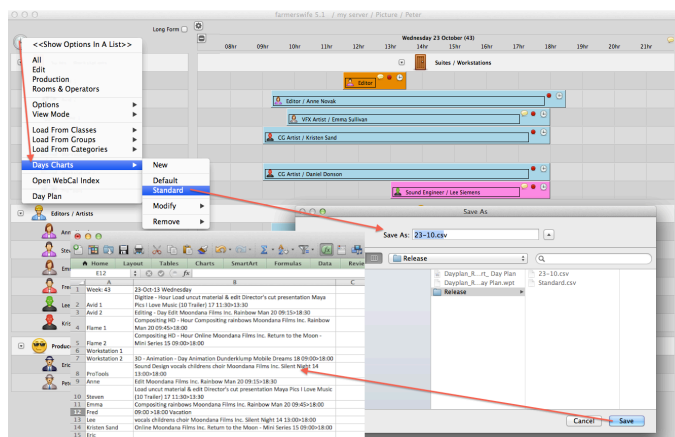 farmerswife 5.1 / my server / Picture / Peter
Long Form
Wednesday 23 October (43)
08hr 09hr 10hr 11hr 12hr 13hr 14hr 15hr 16hr 17hr 18hr 19hr 20hr 21hr
<<Show Options In A List>>
All
Edit
Production
Rooms & Operators
Options
View Mode
Load From Classes
Load From Groups
Load From Categories
Days Charts
Open WebCal Index
Day Plan
New
Default
Standard
Modify
Remove
Suites / Workstations
Editor
Editor / Anne Novak
VFX Artist / Emma Sullivan
CG Artist / Kristen Sand
CG Artist / Daniel Donson
Sound Engineer / Lee Siemens
Editors / Artists
Ann
Stev
Em
Fre
Lee
Kris
Produc
Eric
Pete
Save As
Save As: 23-10.csv
Release
Dayplan_R...rt_ Day Plan
Dayplan_R...ay Plan.wpt
Release
23-10.csv
Standard.csv
Cancel
Save
Home Layout Tables Charts SmartArt Formulas Data Revie
E12 fx
A B C
1 Week: 43 23-Oct-13 Wednesday
Digitize - Hour Load uncut material & edit Director's cut presentation Maya
2 Avid 1 Pics I Love Music (10 Trailer) 17 11:30>13:30
3 Avid 2 Editing - Day Edit Moondana Films Inc. Rainbow Man 20 09:15>18:30
Compositing HD - Hour Compositing rainbows Moondana Films Inc. Rainbow
4 Flame 1 Man 20 09:45>18:00
Compositing HD - Hour Online Moondana Films Inc. Return to the Moon -
5 Flame 2 Mini Series 15 09:00>18:00
6 Workstation 1
7 Workstation 2 3D - Animation - Day Animation Dunderklump Mobile Dreams 18 09:00>18:00
Sound Design vocals childrens choir Moondana Films Inc. Silent Night 14
8 ProTools 13:00>18:00
9 Anne Edit Moondana Films Inc. Rainbow Man 20 09:15>18:30
Load uncut material & edit Director's cut presentation Maya Pics I Love Music
10 Steven (10 Trailer) 17 11:30>13:30
11 Emma Compositing rainbows Moondana Films Inc. Rainbow Man 20 09:45>18:00
12 Fred 09:00 >18:00 Vacation
13 Lee vocals childrens choir Moondana Films Inc. Silent Night 14 13:00>18:00
14 Kristen Sand Online Moondana Films Inc. Return to the Moon - Mini Series 15 09:00>18:00
15 Eric